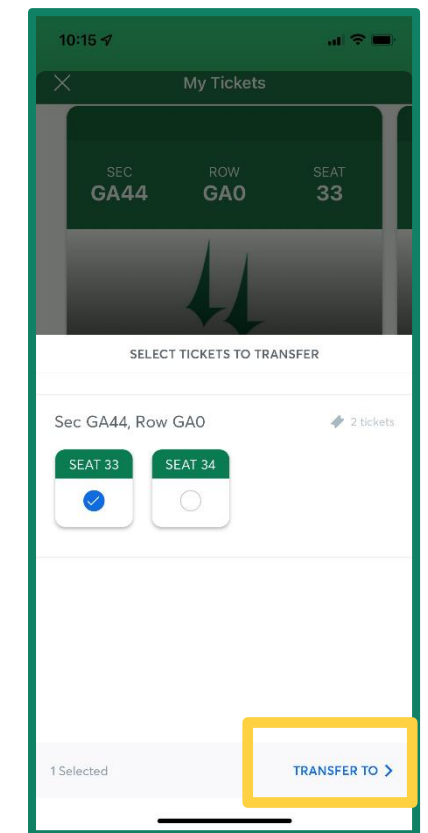 10:15
My Tickets
SEC ROW SEAT
GA44 GA0 33
SELECT TICKETS TO TRANSFER
Sec GA44, Row GA0 2 tickets
SEAT 33 SEAT 34
1 Selected TRANSFER TO